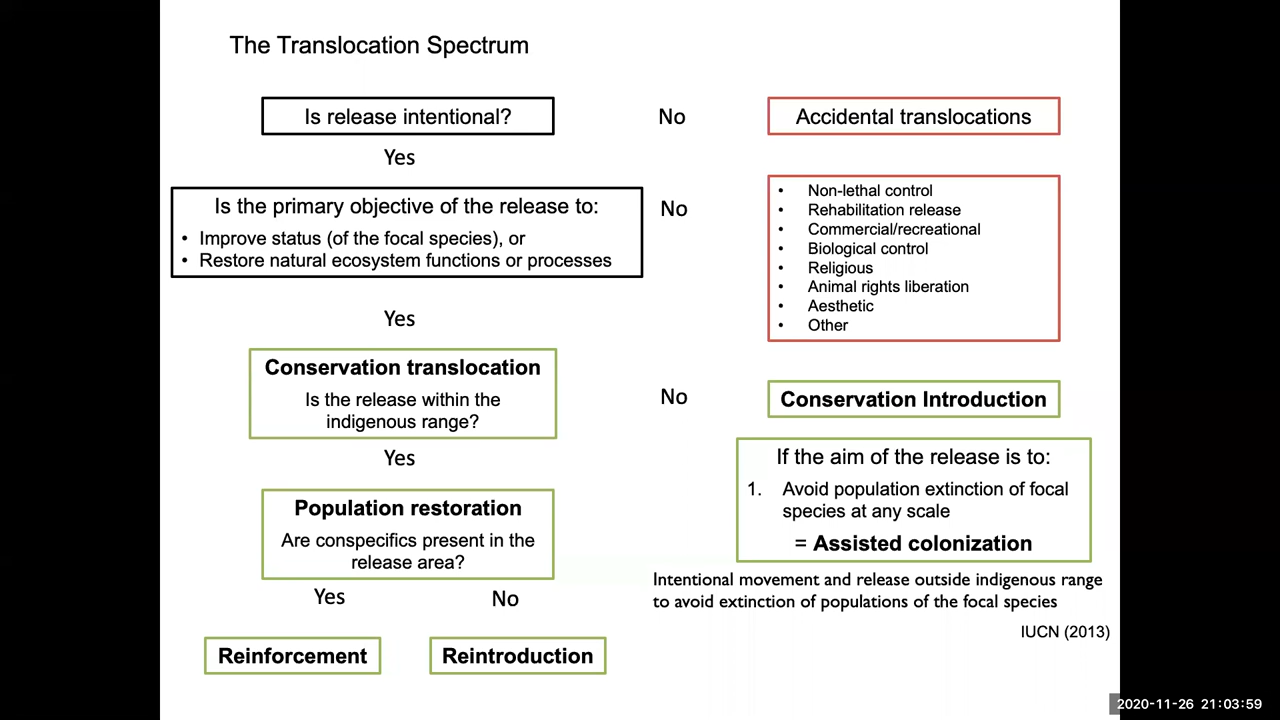 The Translocation Spectrum
Is release intentional?
No
Accidental translocations
Yes
Is the primary objective of the release to:
• Improve status (of the focal species), or
• Restore natural ecosystem functions or processes
No
• Non-lethal control
• Rehabilitation release
• Commercial/recreational
• Biological control
• Religious
• Animal rights liberation
• Aesthetic
• Other
Yes
Conservation translocation
Is the release within the
indigenous range?
No
Conservation Introduction
Yes
If the aim of the release is to:
1. Avoid population extinction of focal
species at any scale
= Assisted colonization
Population restoration
Are conspecifics present in the
release area?
Intentional movement and release outside indigenous range
to avoid extinction of populations of the focal species
Yes
No
IUCN (2013)
Reinforcement
Reintroduction
2020-11-26 21:03:59